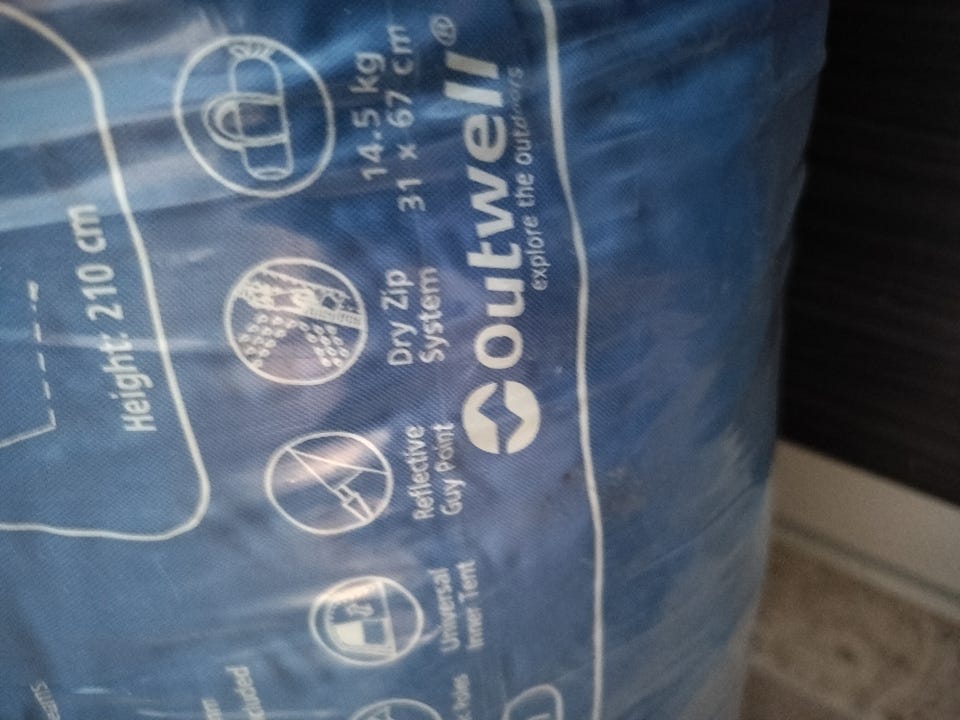 Height: 210 cm
Universal
Inner Tent
Reflective
Guy Point
Dry Zip
System
14.5 kg
31 x 67 cm
outwell®
explore the outdoors